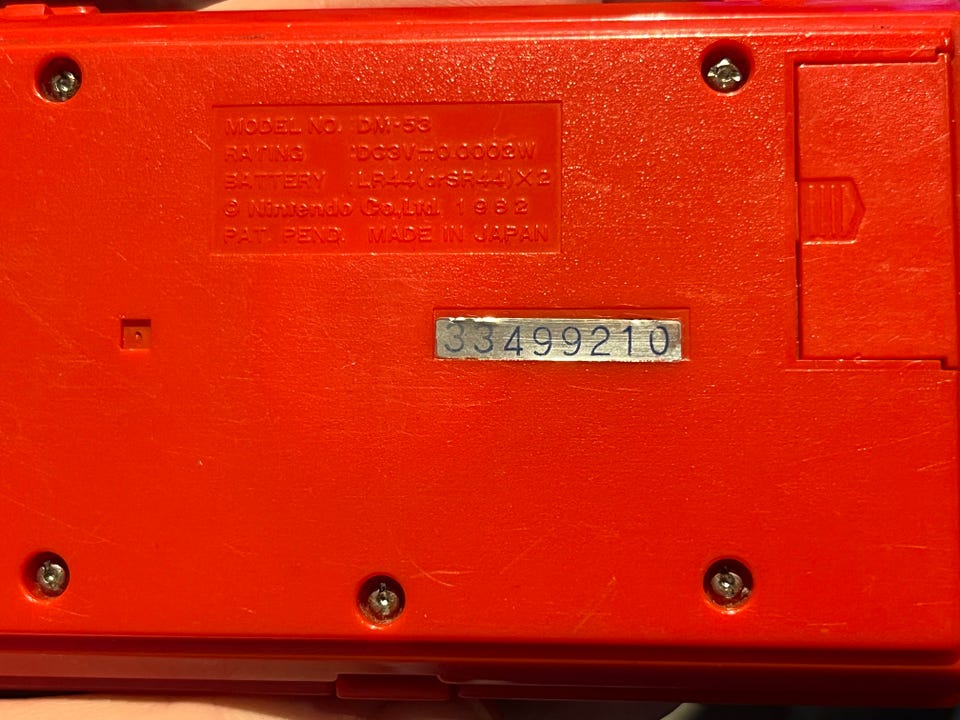 MODEL NO. DM-53
RATING :DC3V⎓0.0002W
BATTERY :LR44(orSR44)X2
© Nintendo Co.,Ltd. 1982
PAT. PEND. MADE IN JAPAN
33499210